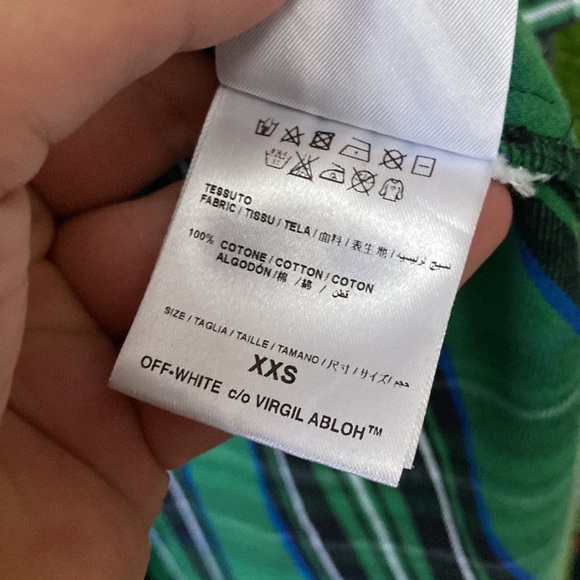 TESSUTO
FABRIC / TISSU / TELA / 面料 / 表生地 / نسيج
100% COTONE / COTTON / COTON
ALGODÓN / 棉 / 綿 / قطن
SIZE / TAGLIA / TAILLE / TAMANO / 尺寸 / サイズ / حجم
XXS
OFF-WHITE c/o VIRGIL ABLOH™